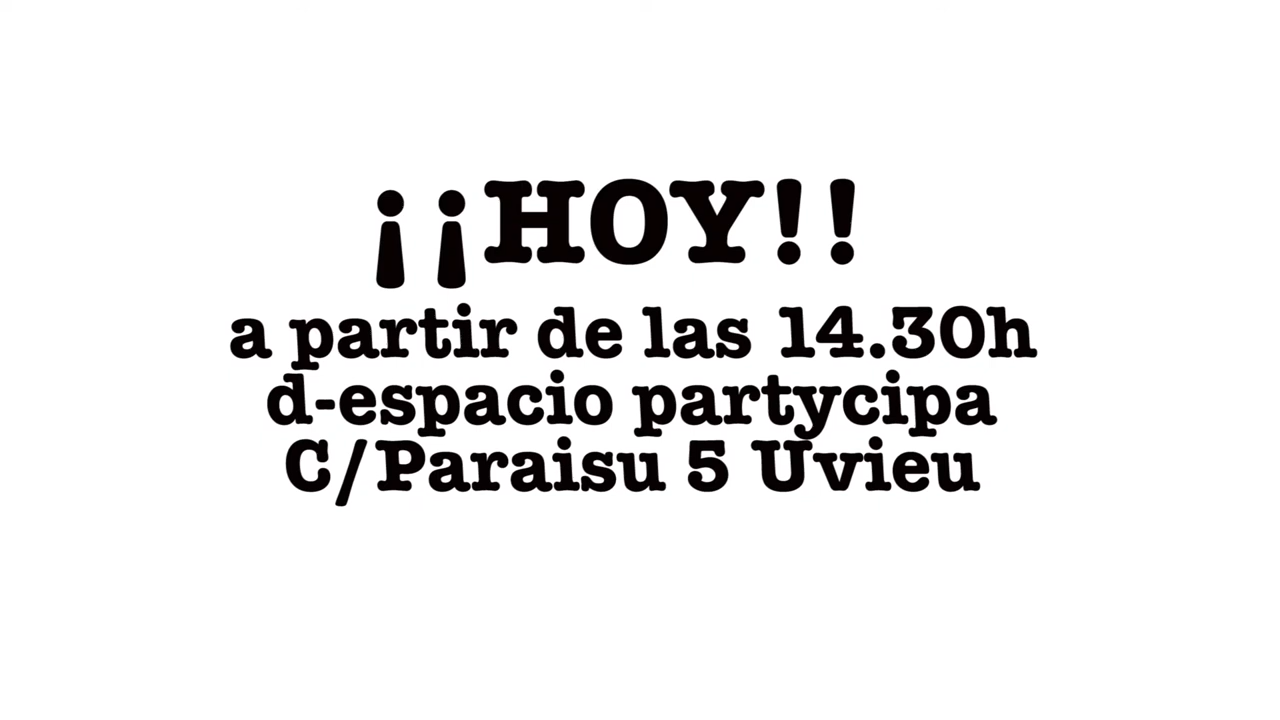 ¡¡HOY!!
a partir de las 14.30h
d-espacio partycipa
C/Paraisu 5 Uvieu